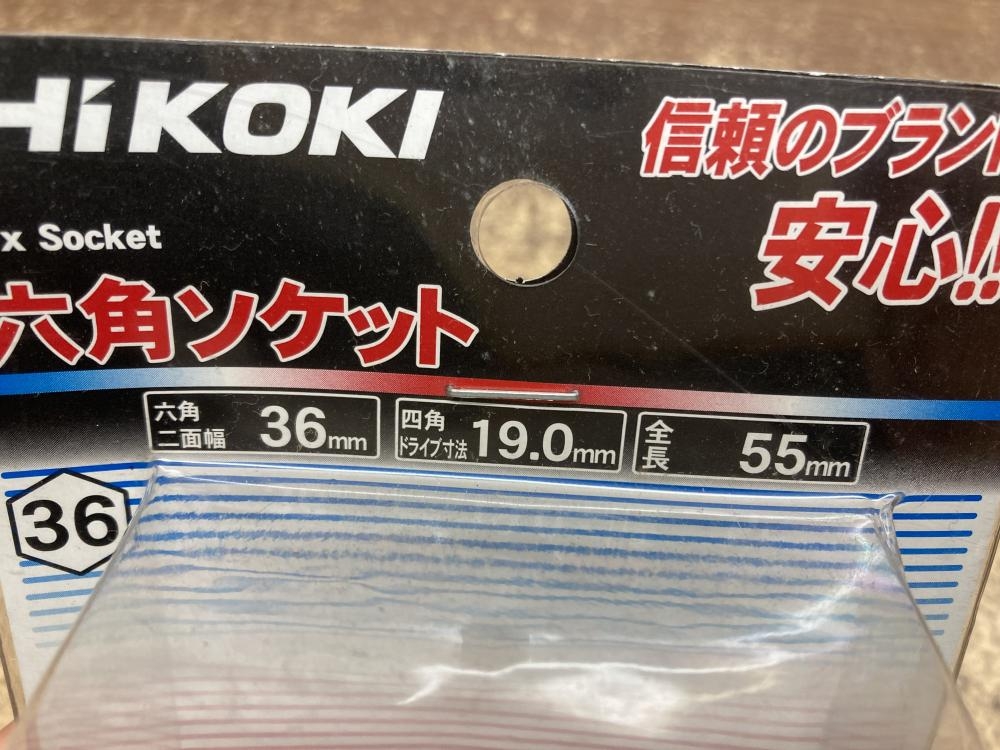 HiKOKI
信頼のブランド
安心!!
x Socket
六角ソケット
六角
二面幅 36mm
四角
ドライブ寸法 19.0mm
全長 55mm
36